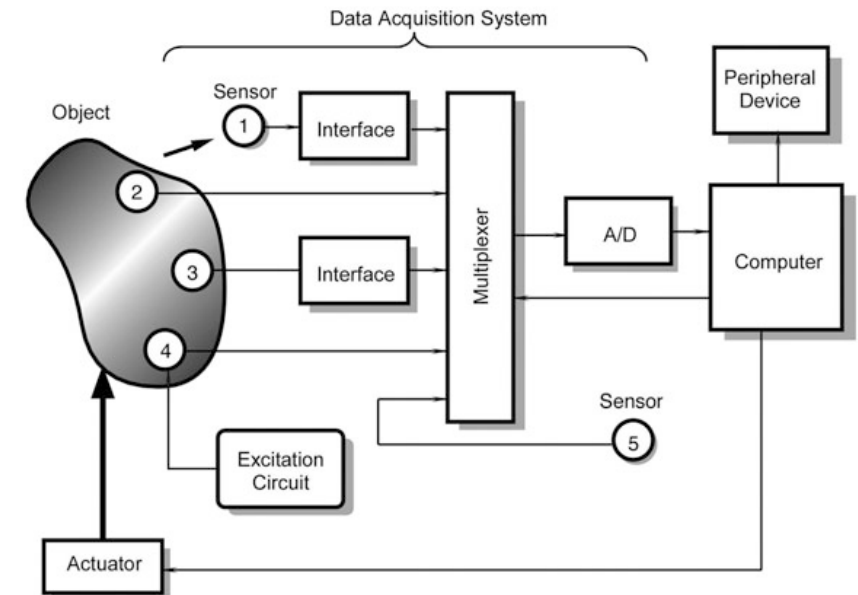 Data Acquisition System
Object
Sensor
1
Interface
Peripheral
Device
2
Multiplexer
A/D
3
Interface
Computer
4
Sensor
5
Excitation
Circuit
Actuator